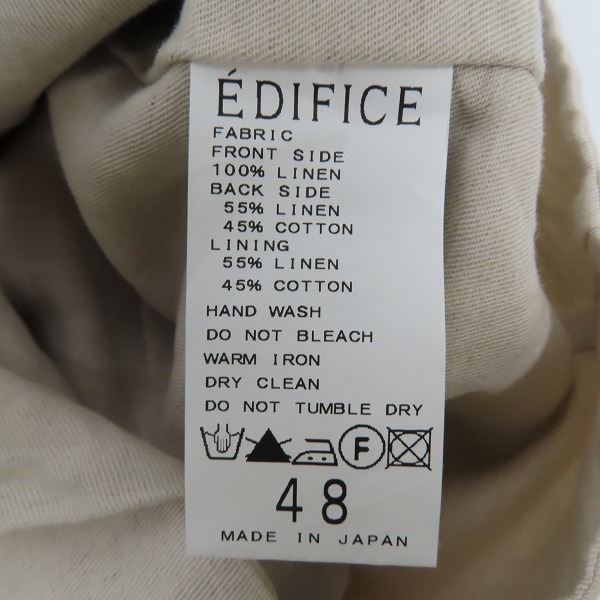 ÉDIFICE
FABRIC
FRONT SIDE
100% LINEN
BACK SIDE
55% LINEN
45% COTTON
LINING
55% LINEN
45% COTTON
HAND WASH
DO NOT BLEACH
WARM IRON
DRY CLEAN
DO NOT TUMBLE DRY
F
48
MADE IN JAPAN